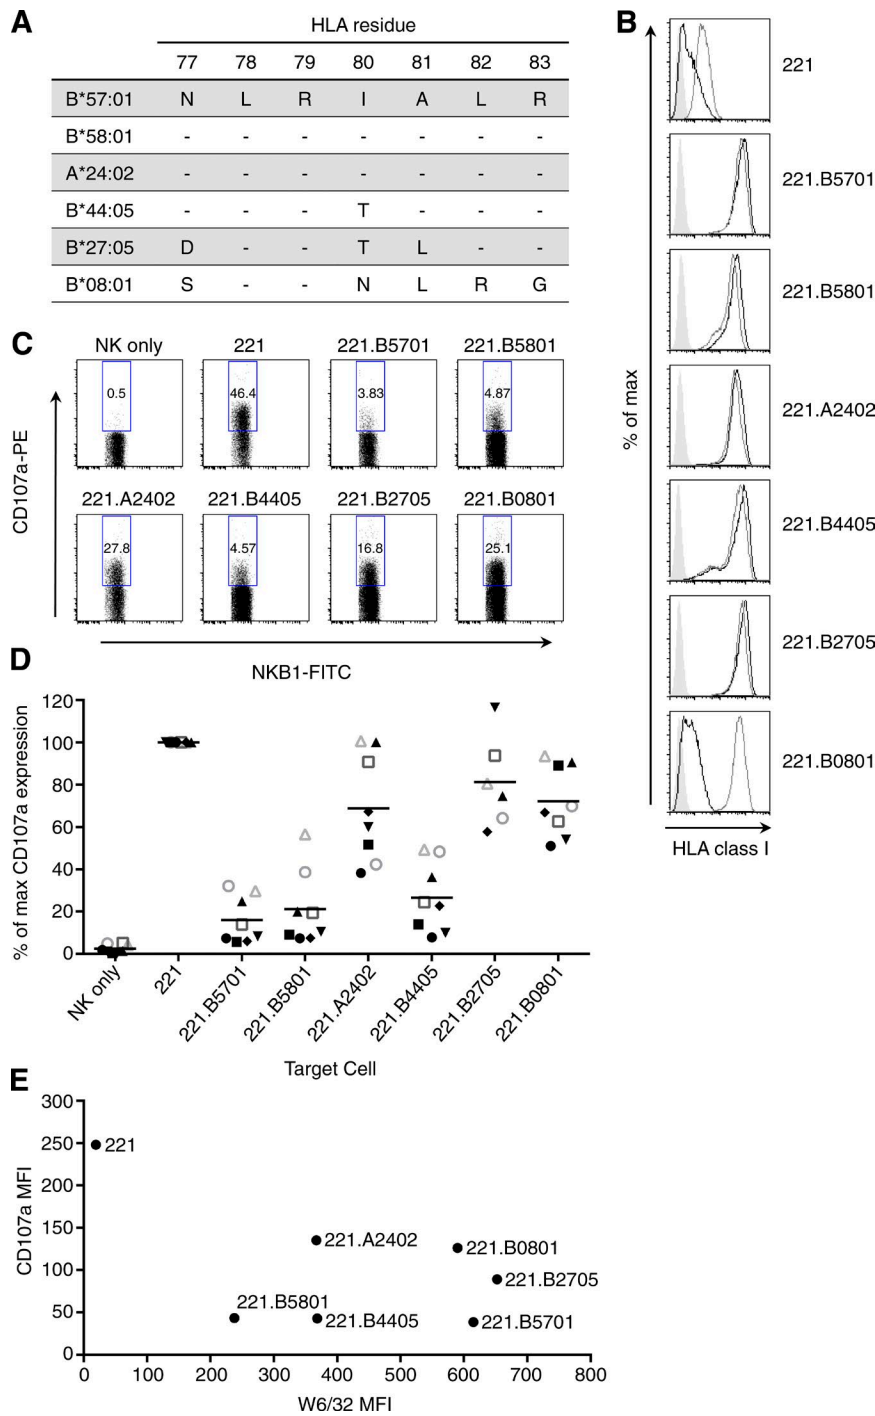 A
HLA residue
77 78 79 80 81 82 83
B*57:01 N L R I A L R
B*58:01 - - - - - - -
A*24:02 - - - - - - -
B*44:05 - - - T - - -
B*27:05 D - - T L - -
B*08:01 S - - N L R G
B
221
221.B5701
221.B5801
221.A2402
221.B4405
221.B2705
221.B0801
% of max
HLA class I
C
NK only 221 221.B5701 221.B5801
0.5 46.4 3.83 4.87
221.A2402 221.B4405 221.B2705 221.B0801
27.8 4.57 16.8 25.1
CD107a-PE
NKB1-FITC
D
% of max CD107a expression
120
100
80
60
40
20
0
NK only 221 221.B5701 221.B5801 221.A2402 221.B4405 221.B2705 221.B0801
Target Cell
E
CD107a MFI
300
250
200
150
100
50
0
221
221.A2402
221.B0801
221.B2705
221.B5801
221.B4405
221.B5701
0 100 200 300 400 500 600 700 800
W6/32 MFI